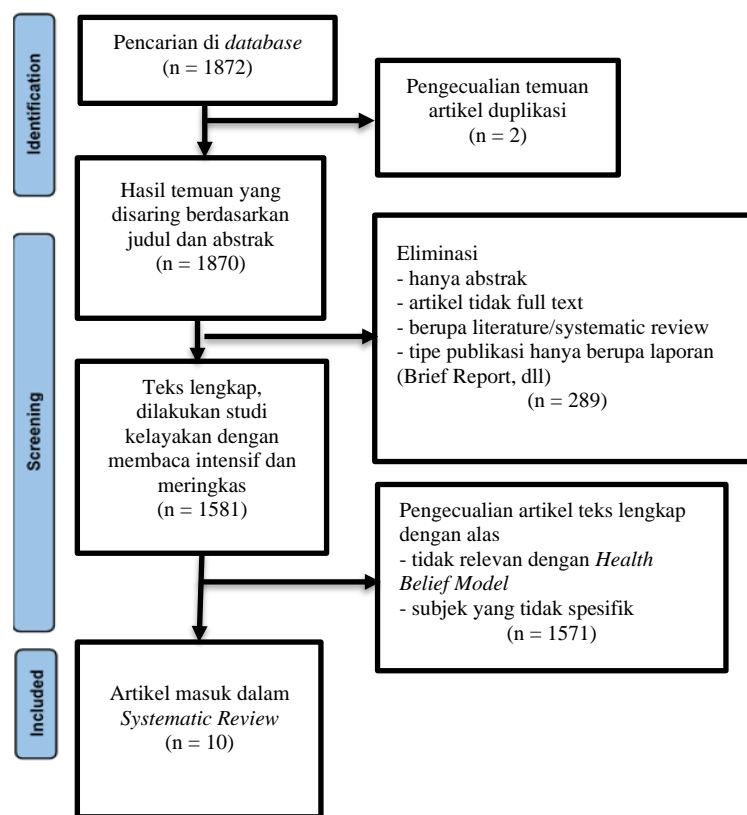 Identification
Pencarian di database
(n = 1872)
Pengecualian temuan
artikel duplikasi
(n = 2)
Hasil temuan yang
disaring berdasarkan
judul dan abstrak
(n = 1870)
Screening
Eliminasi
- hanya abstrak
- artikel tidak full text
- berupa literature/systematic review
- tipe publikasi hanya berupa laporan
(Brief Report, dll)
(n = 289)
Teks lengkap,
dilakukan studi
kelayakan dengan
membaca intensif dan
meringkas
(n = 1581)
Pengecualian artikel teks lengkap
dengan alas
- tidak relevan dengan Health
Belief Model
- subjek yang tidak spesifik
(n = 1571)
Included
Artikel masuk dalam
Systematic Review
(n = 10)